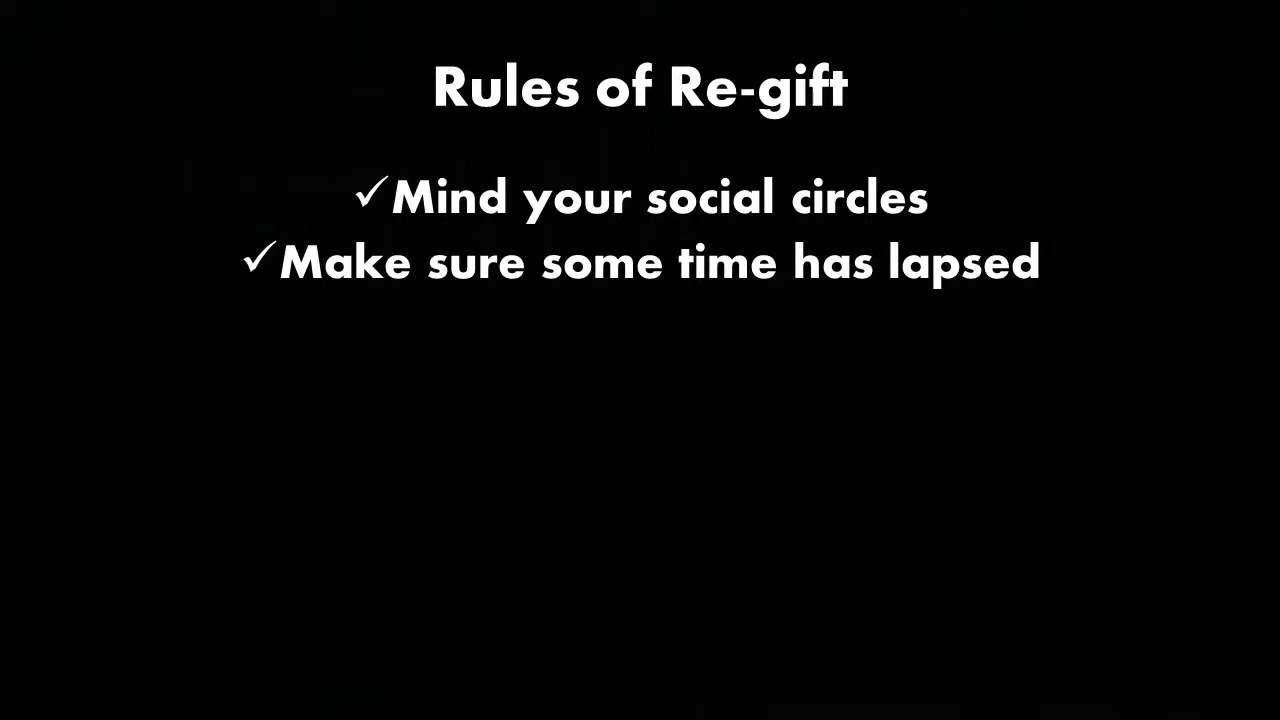 Rules of Re-gift
✓Mind your social circles
✓Make sure some time has lapsed